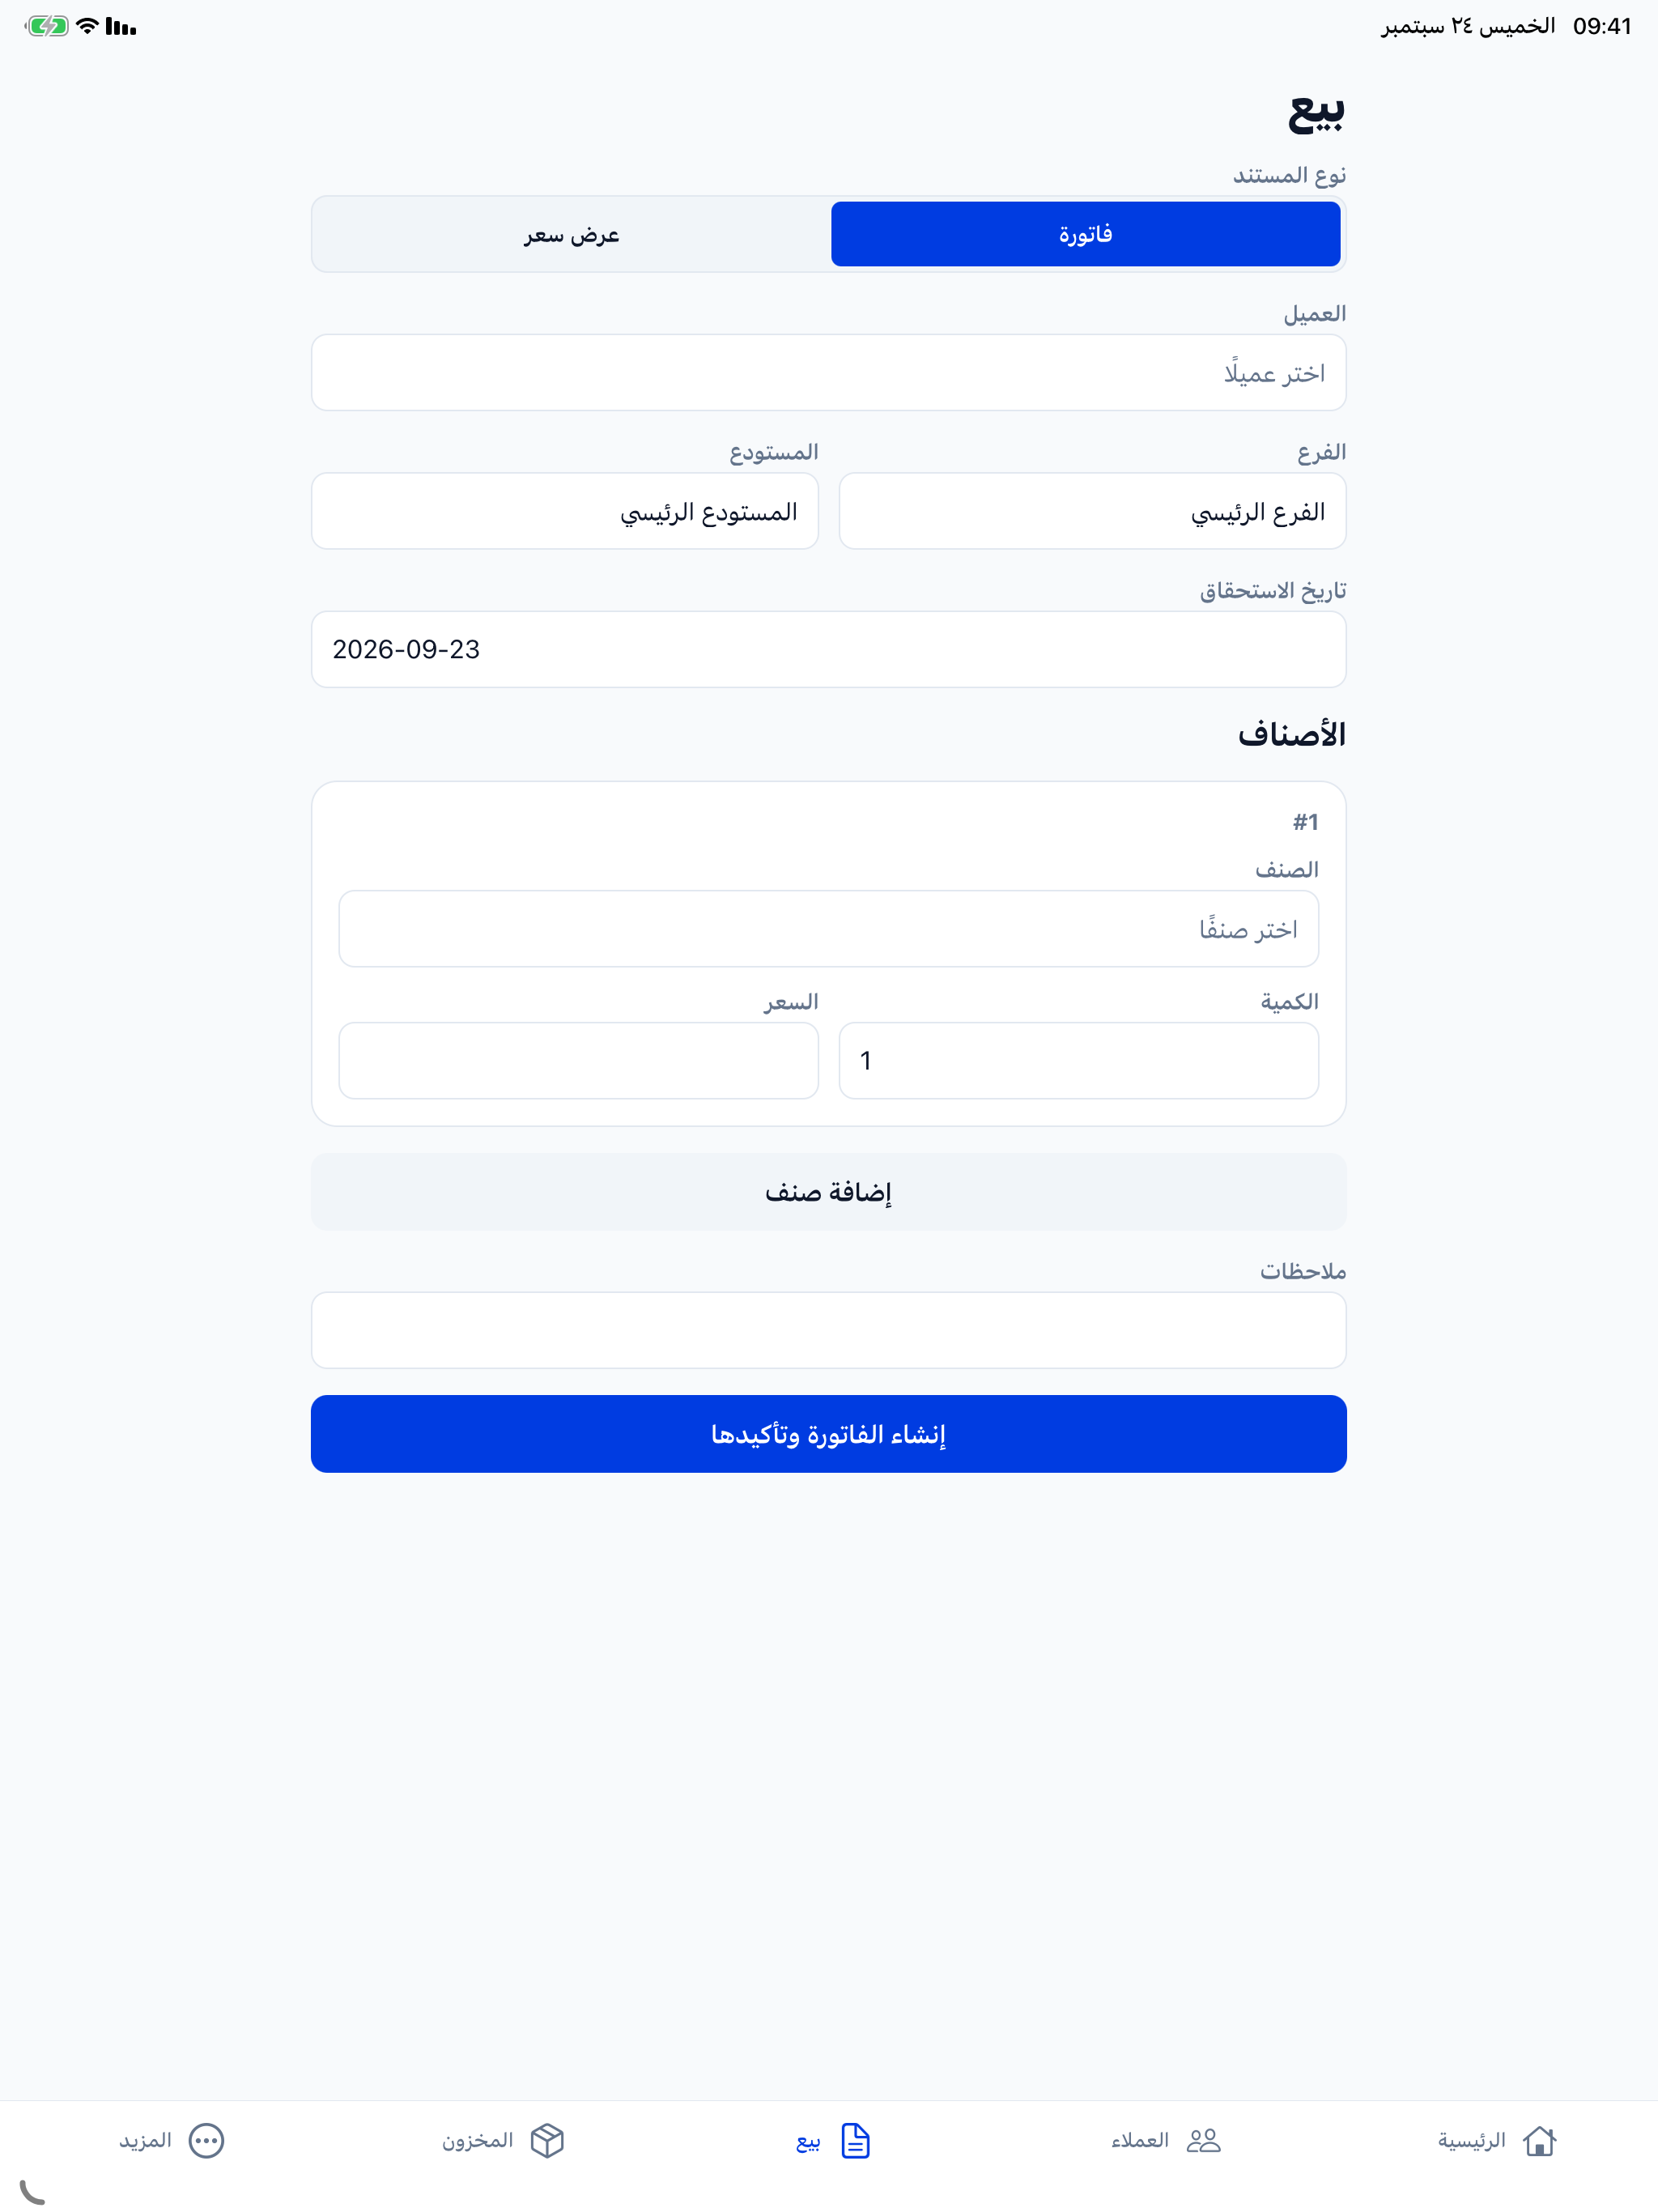 09:41 الخميس ٢٤ سبتمبر
بيع
نوع المستند
فاتورة
عرض سعر
العميل
اختر عميلًا
الفرع
المستودع
الفرع الرئيسي
المستودع الرئيسي
تاريخ الاستحقاق
2026-09-23
الأصناف
#1
الصنف
اختر صنفًا
الكمية
السعر
1
إضافة صنف
ملاحظات
إنشاء الفاتورة وتأكيدها
الرئيسية
العملاء
بيع
المخزون
المزيد